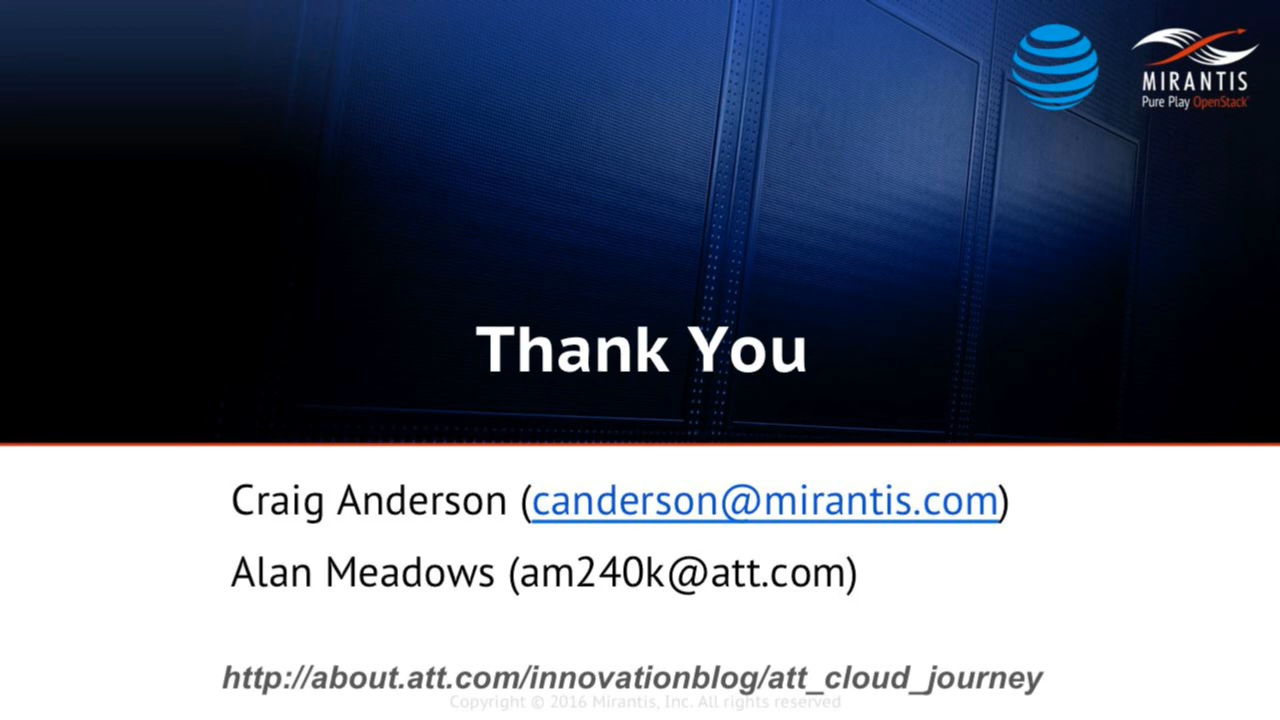 MIRANTIS
Pure Play OpenStack
Thank You
Craig Anderson (canderson@mirantis.com)
Alan Meadows (am240k@att.com)
http://about.att.com/innovationblog/att_cloud_journey
Copyright © 2016 Mirantis, Inc. All rights reserved